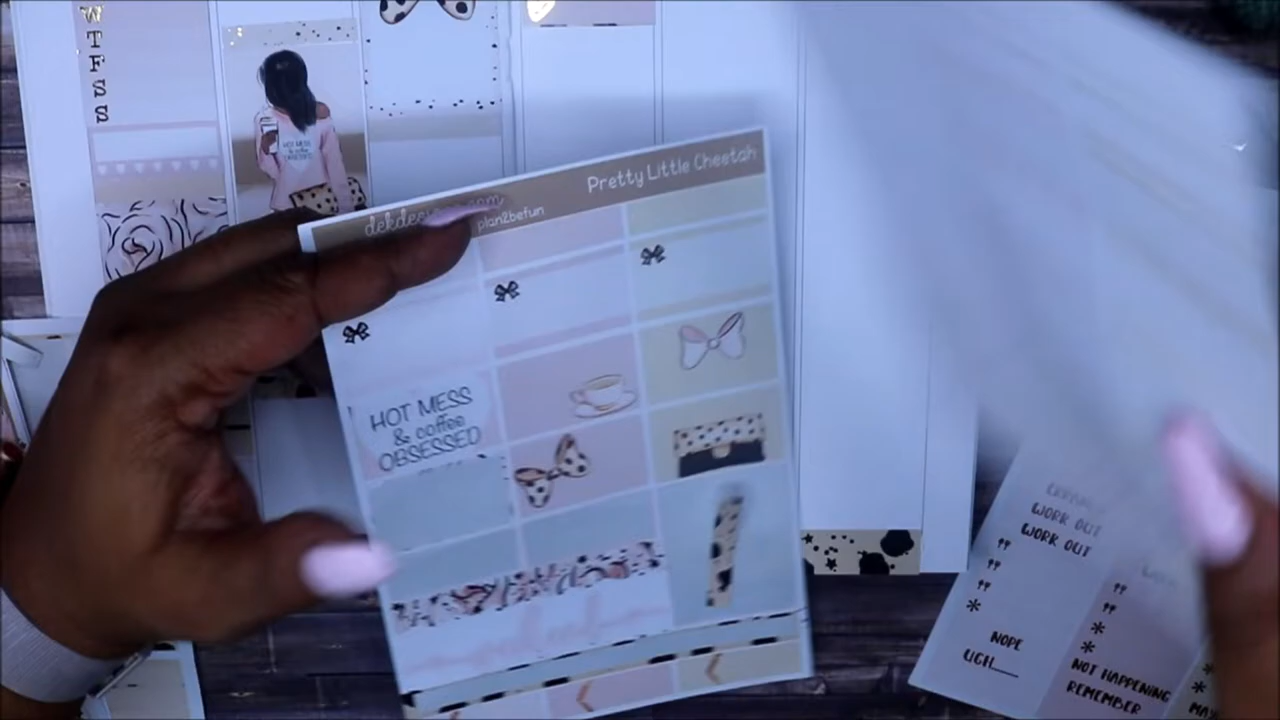 W
T
F
S
S
HOT MESS
& coffee
OBSESSED
Pretty Little Cheetah
plan2befun
HOT MESS
& coffee
OBSESSED
WORK OUT
WORK OUT
NOPE
UGH
NOT HAPPENING
REMEMBER